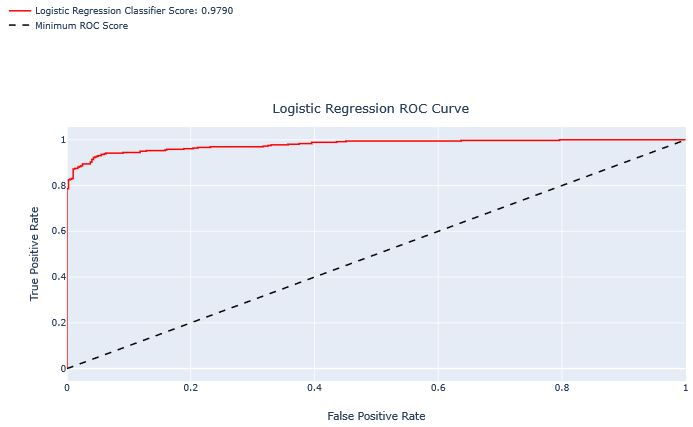 Logistic Regression Classifier Score: 0.9790
Minimum ROC Score
Logistic Regression ROC Curve
1
0.8
0.6
0.4
0.2
0
True Positive Rate
0 0.2 0.4 0.6 0.8 1
False Positive Rate